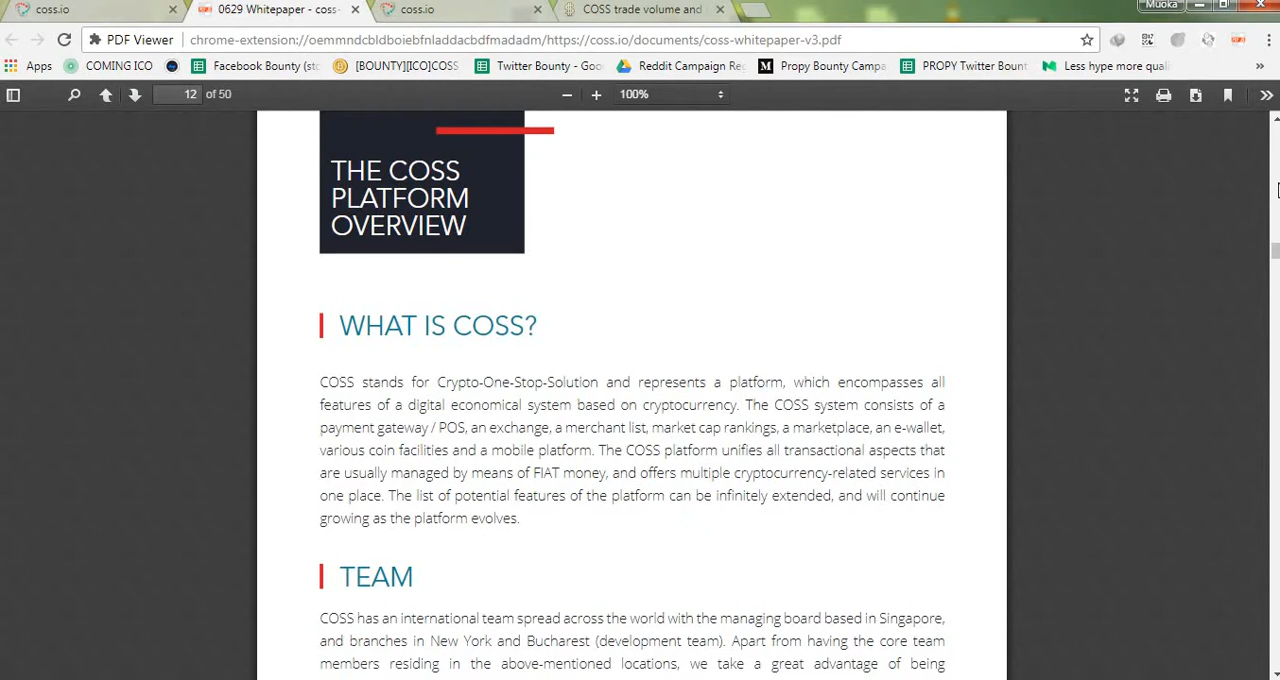 coss.io
0629 Whitepaper - coss-
coss.io
COSS trade volume and
Muoka
PDF Viewer
chrome-extension://oemmndcbldboiebfnladdacbdfmadadm/https://coss.io/documents/coss-whitepaper-v3.pdf
Apps
COMING ICO
Facebook Bounty (sto
[BOUNTY][ICO]COSS
Twitter Bounty - Goo
Reddit Campaign Reg
Propy Bounty Campa
PROPY Twitter Bount
Less hype more quali
»
12 of 50
100%
THE COSS
PLATFORM
OVERVIEW
WHAT IS COSS?
COSS stands for Crypto-One-Stop-Solution and represents a platform, which encompasses all
features of a digital economical system based on cryptocurrency. The COSS system consists of a
payment gateway / POS, an exchange, a merchant list, market cap rankings, a marketplace, an e-wallet,
various coin facilities and a mobile platform. The COSS platform unifies all transactional aspects that
are usually managed by means of FIAT money, and offers multiple cryptocurrency-related services in
one place. The list of potential features of the platform can be infinitely extended, and will continue
growing as the platform evolves.
TEAM
COSS has an international team spread across the world with the managing board based in Singapore,
and branches in New York and Bucharest (development team). Apart from having the core team
members residing in the above-mentioned locations, we take a great advantage of being